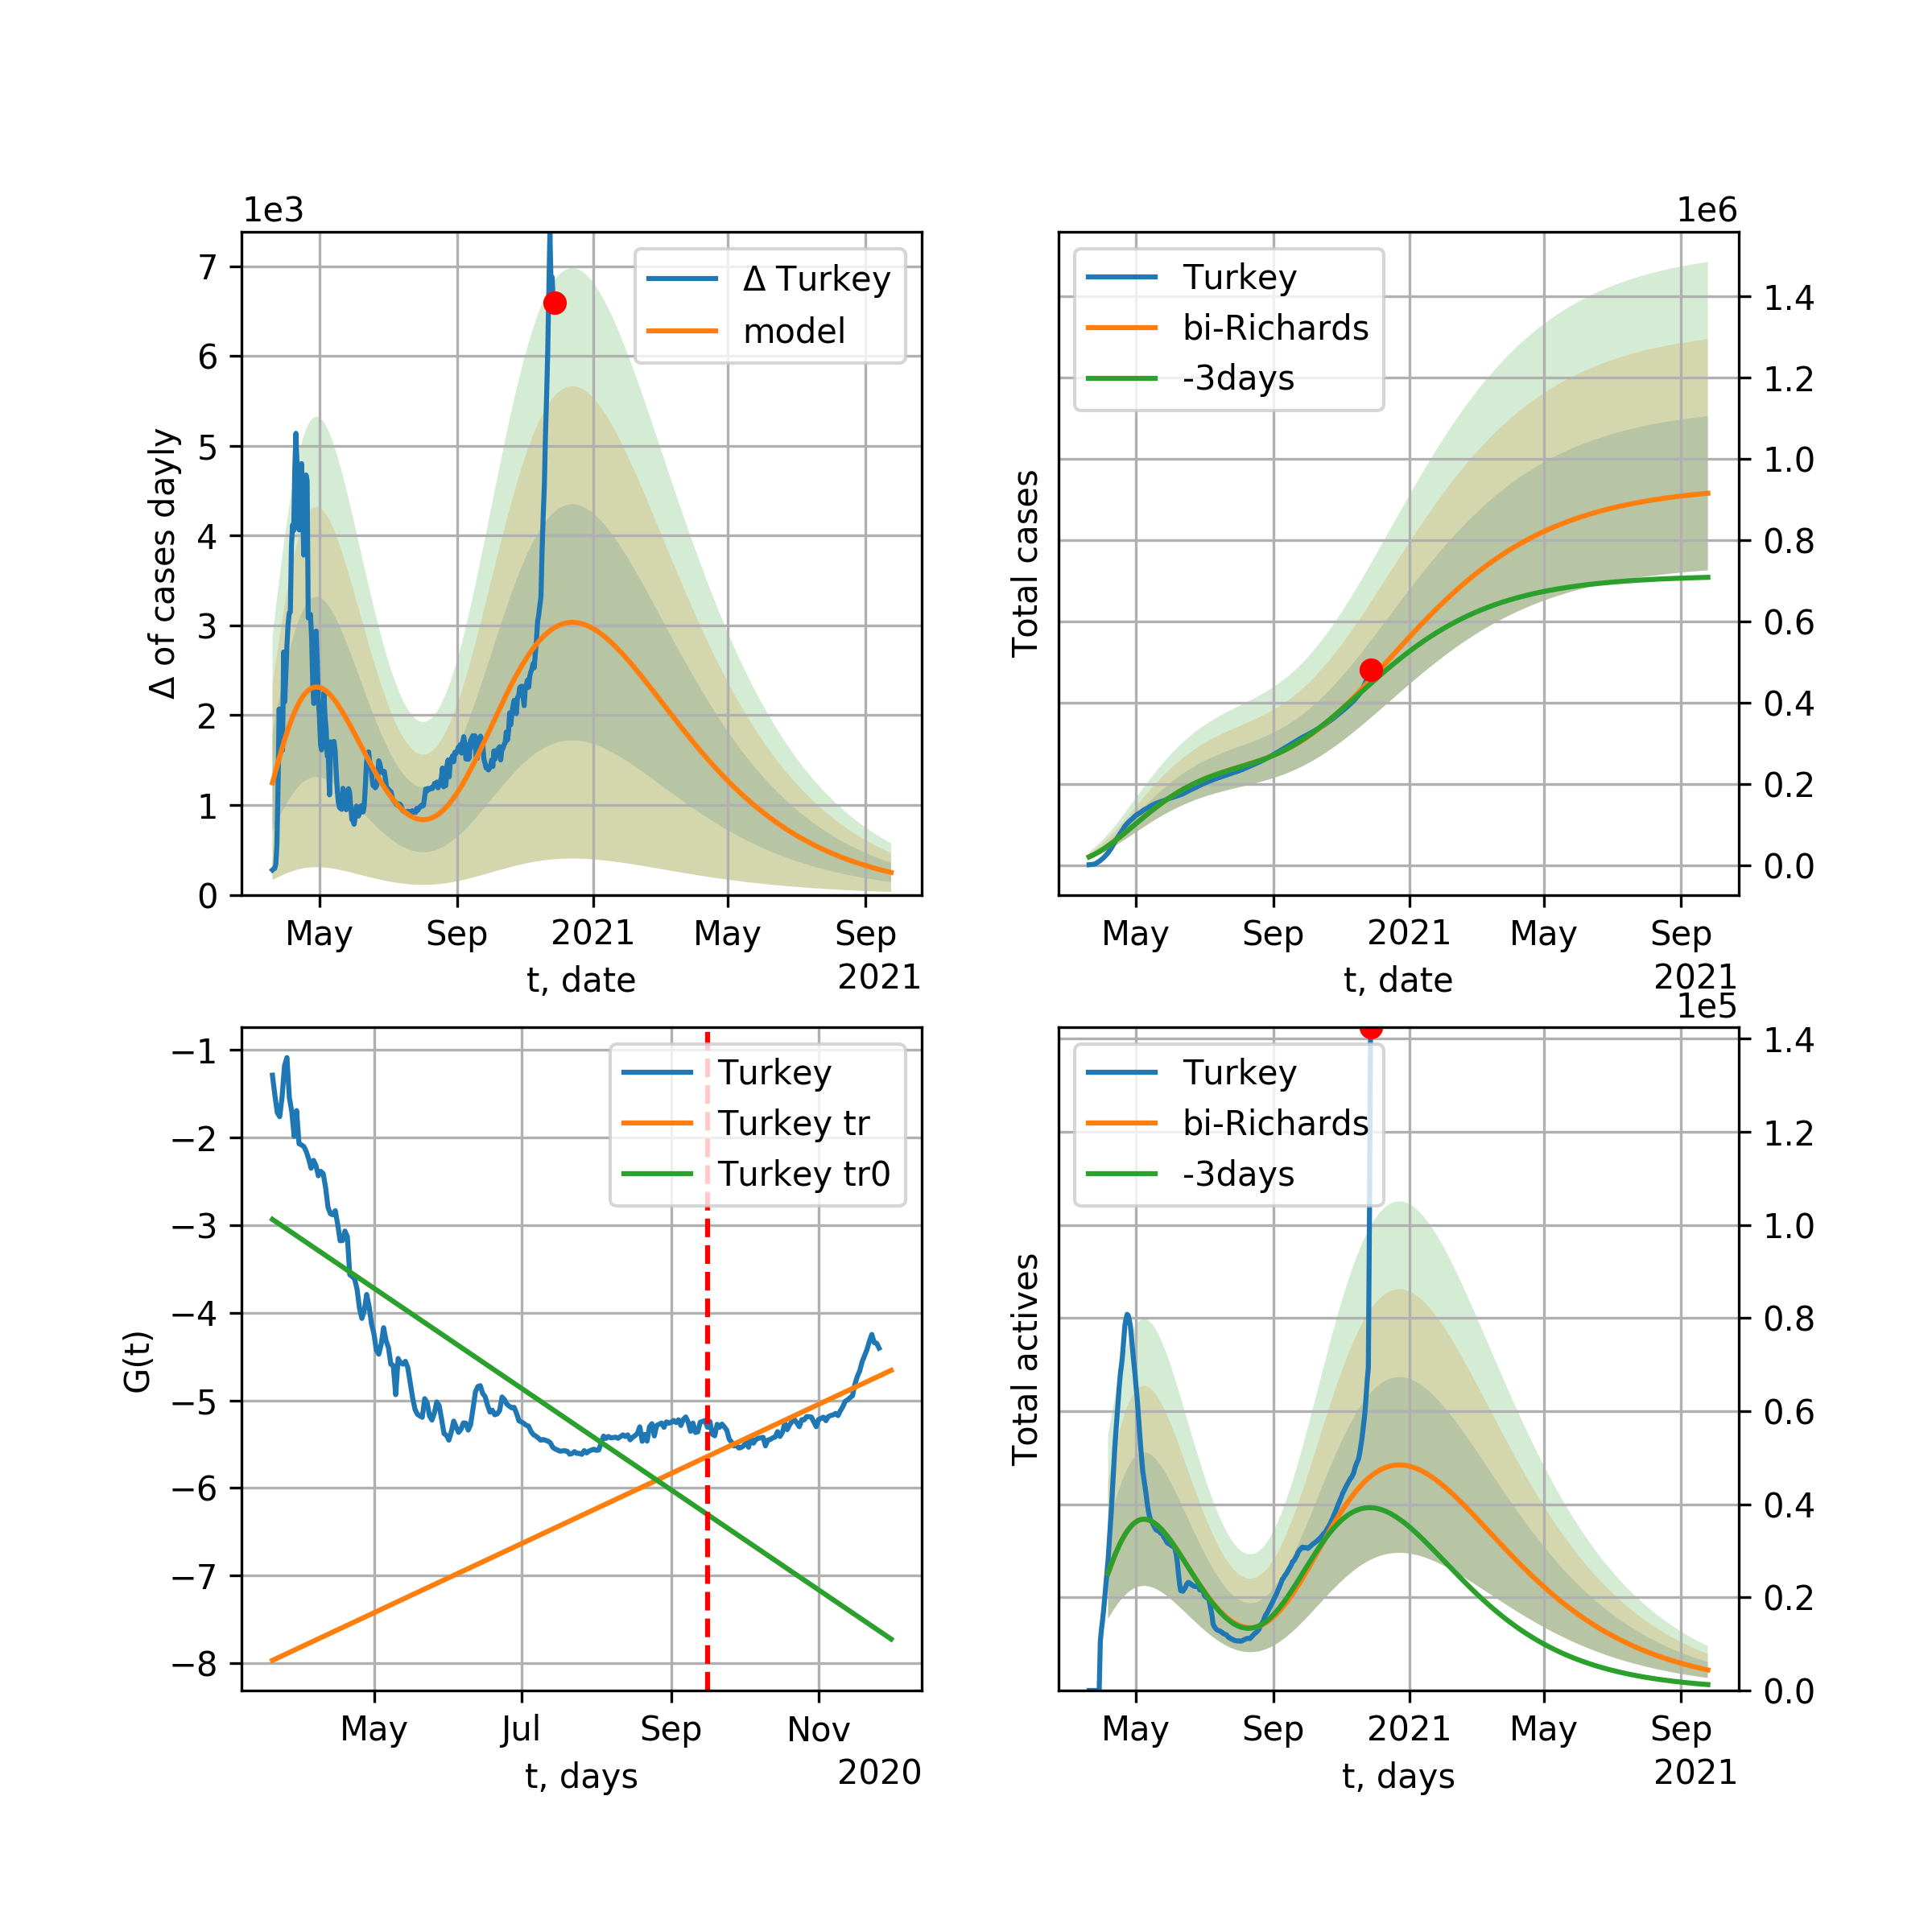 1e3
7
6
5
4
3
2
1
0
Δ of cases dayly
Δ Turkey
model
May Sep 2021 May Sep
t, date
2021
1e6
Turkey
bi-Richards
-3days
Total cases
1.4
1.2
1.0
0.8
0.6
0.4
0.2
0.0
May Sep 2021 May Sep
t, date
2021
−1
−2
−3
−4
−5
−6
−7
−8
G(t)
Turkey
Turkey tr
Turkey tr0
May Jul Sep Nov
t, days
2020
1e5
Turkey
bi-Richards
-3days
Total actives
1.4
1.2
1.0
0.8
0.6
0.4
0.2
0.0
May Sep 2021 May Sep
t, days
2021